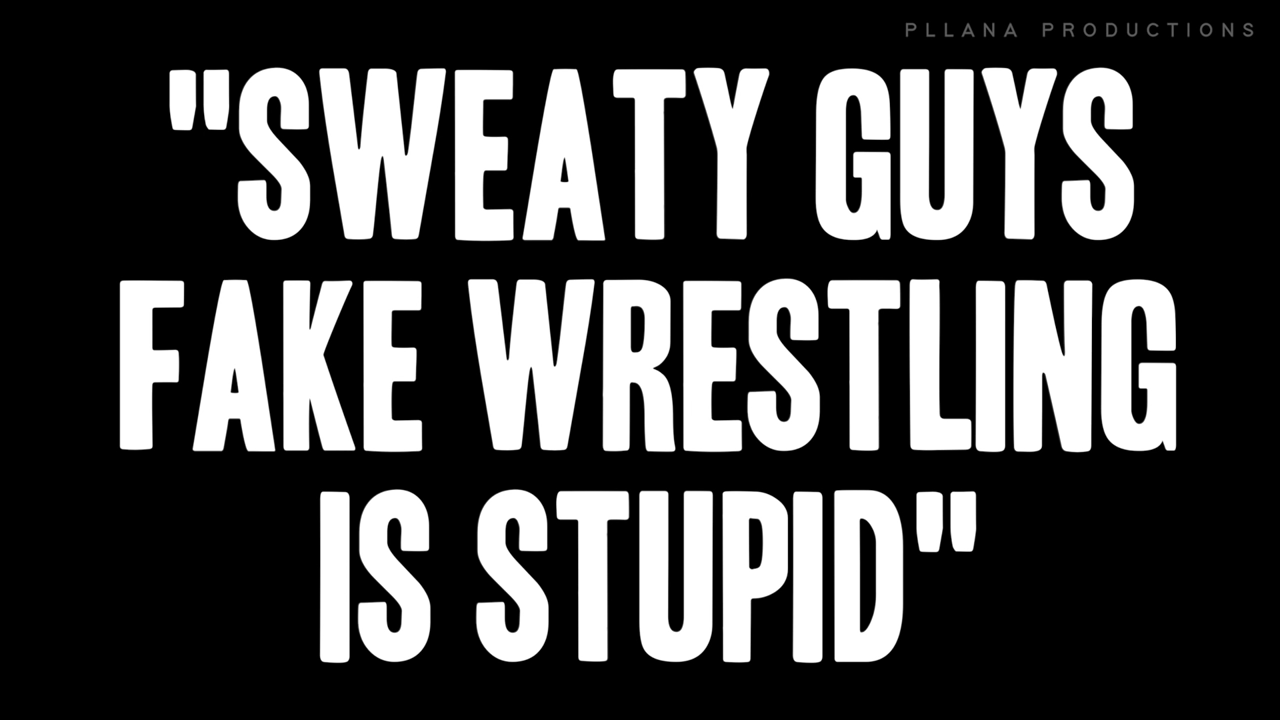 PLLANA PRODUCTIONS
"SWEATY GUYS
FAKE WRESTLING
IS STUPID"